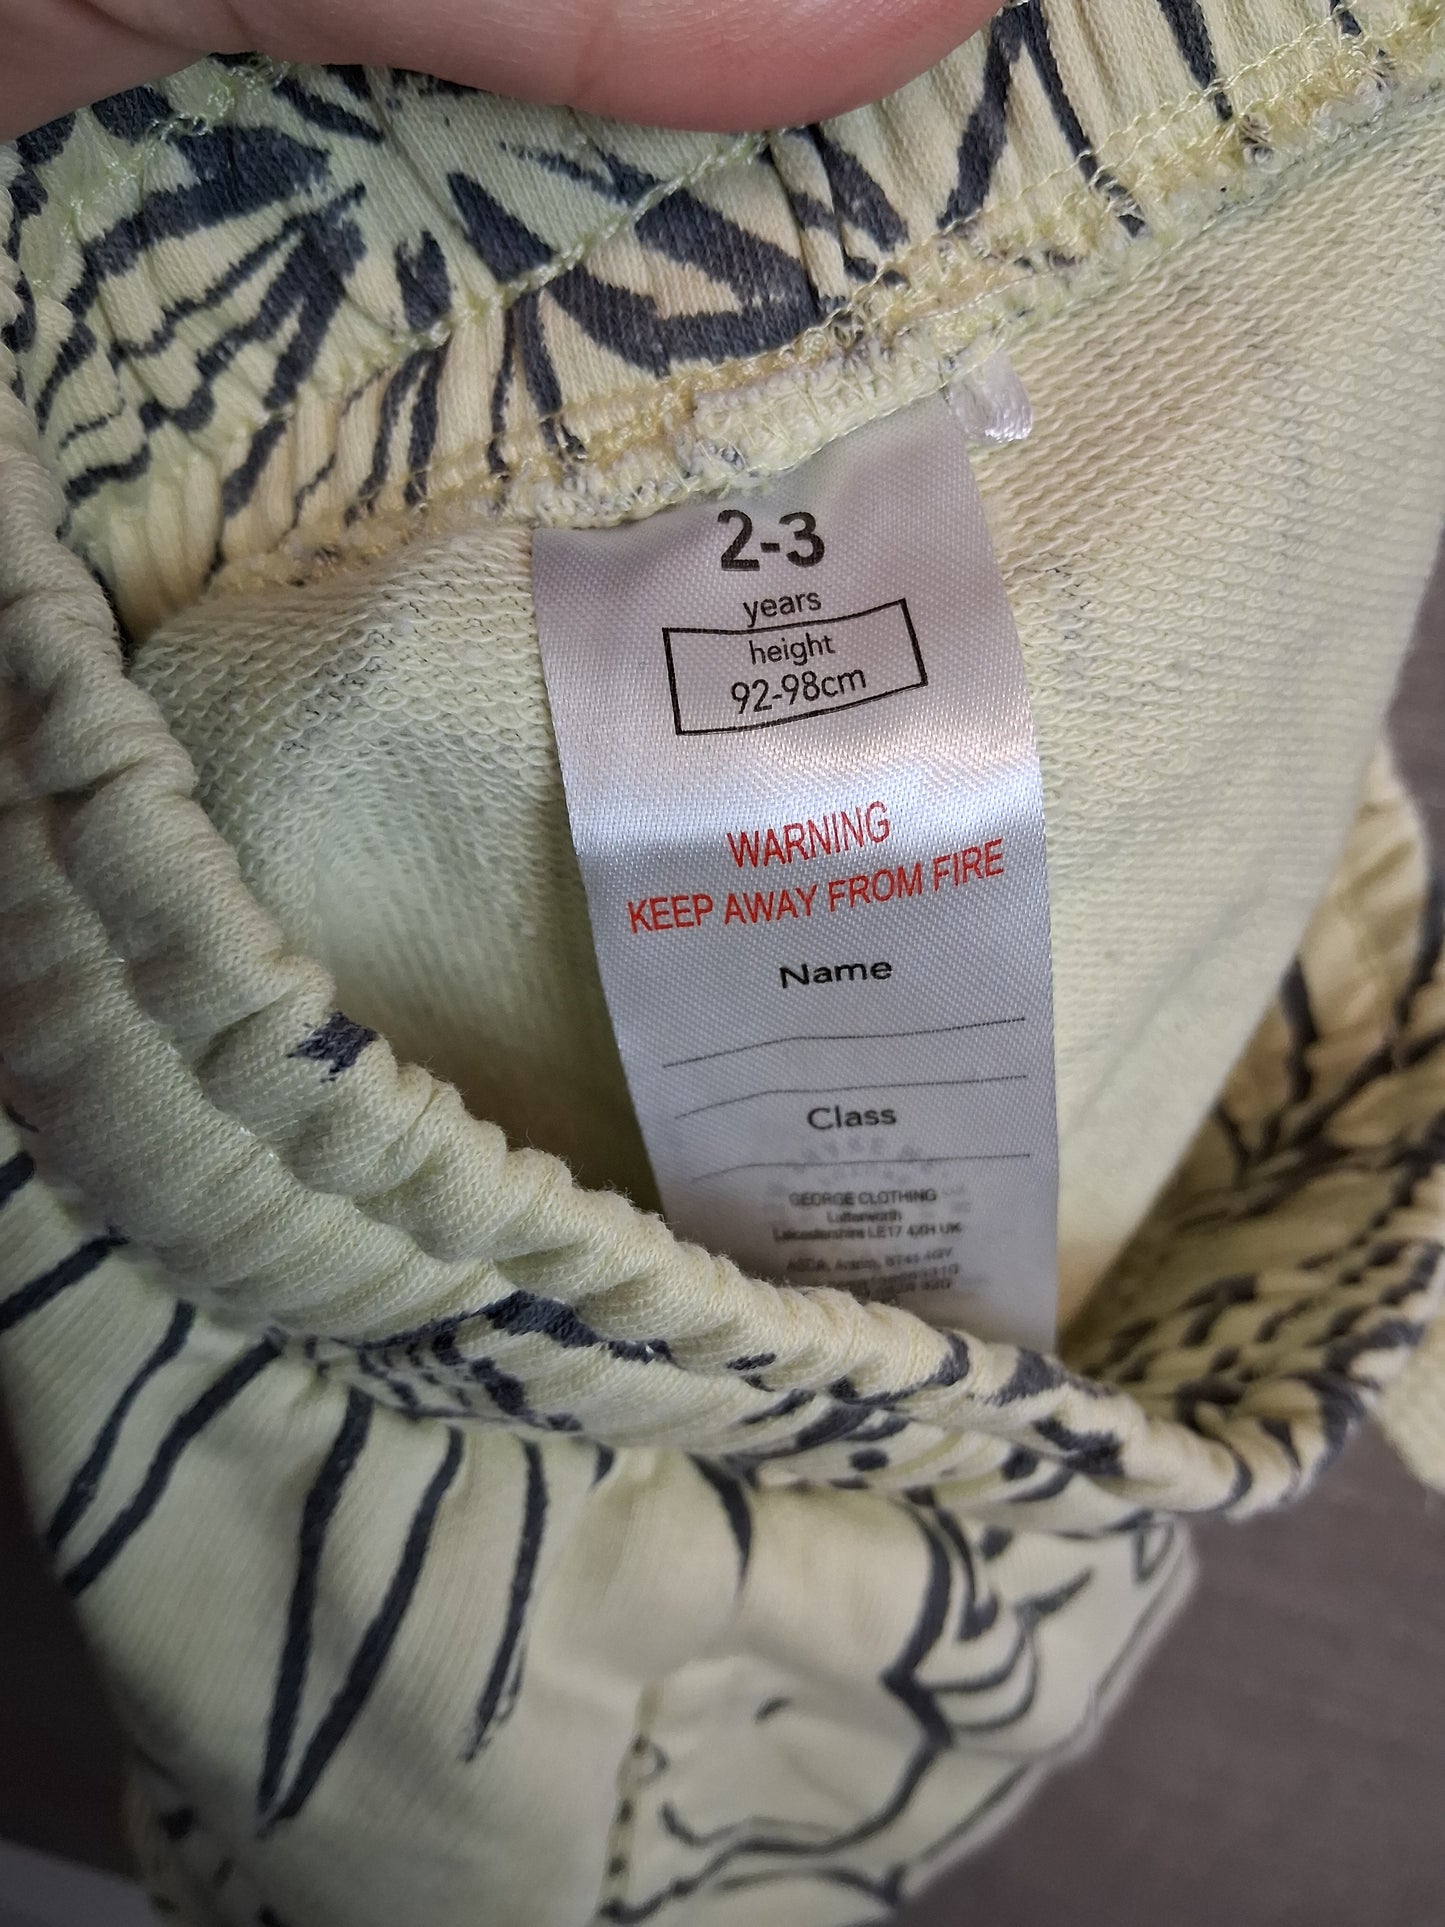 2-3
years
height
92-98cm
WARNING
KEEP AWAY FROM FIRE
Name
Class
GEORGE CLOTHING
Lutterworth
Leicestershire LE17 4XH UK